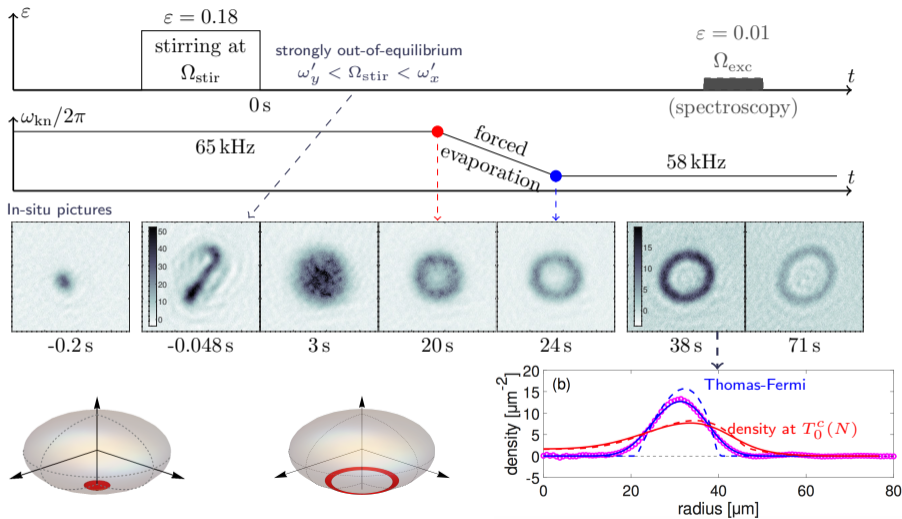 ε
ε = 0.18
stirring at
Ω_stir
0 s
strongly out-of-equilibrium
ω′_y < Ω_stir < ω′_x
ε = 0.01
Ω_exc
(spectroscopy)
t
ω_kn/2π
65 kHz
forced
evaporation
58 kHz
t
In-situ pictures
50
40
30
20
10
0
15
10
5
0
-0.2 s
-0.048 s
3 s
20 s
24 s
38 s
71 s
(b)
Thomas-Fermi
density at T_0^c(N)
density [µm⁻²]
20
15
10
5
0
-5
0
20
40
60
80
radius [µm]